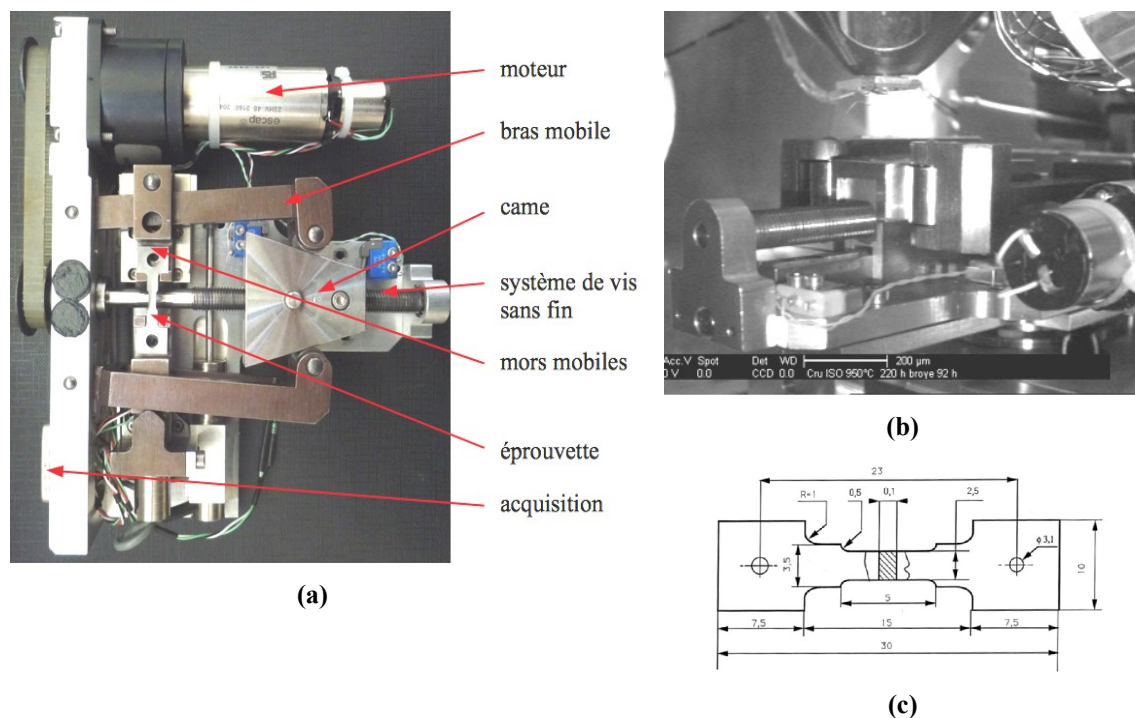 moteur
bras mobile
came
système de vis
sans fin
mors mobiles
éprouvette
acquisition
(a)
escap
Acc.V Spot Det WD 200 µm
0 V 0.0 CCD 0.0 Cru ISO 950°C 220 h broye 92 h
(b)
23
R=1
0,5
0,1
2,5
ϕ3,1
3,5
10
5
7,5
15
7,5
30
(c)